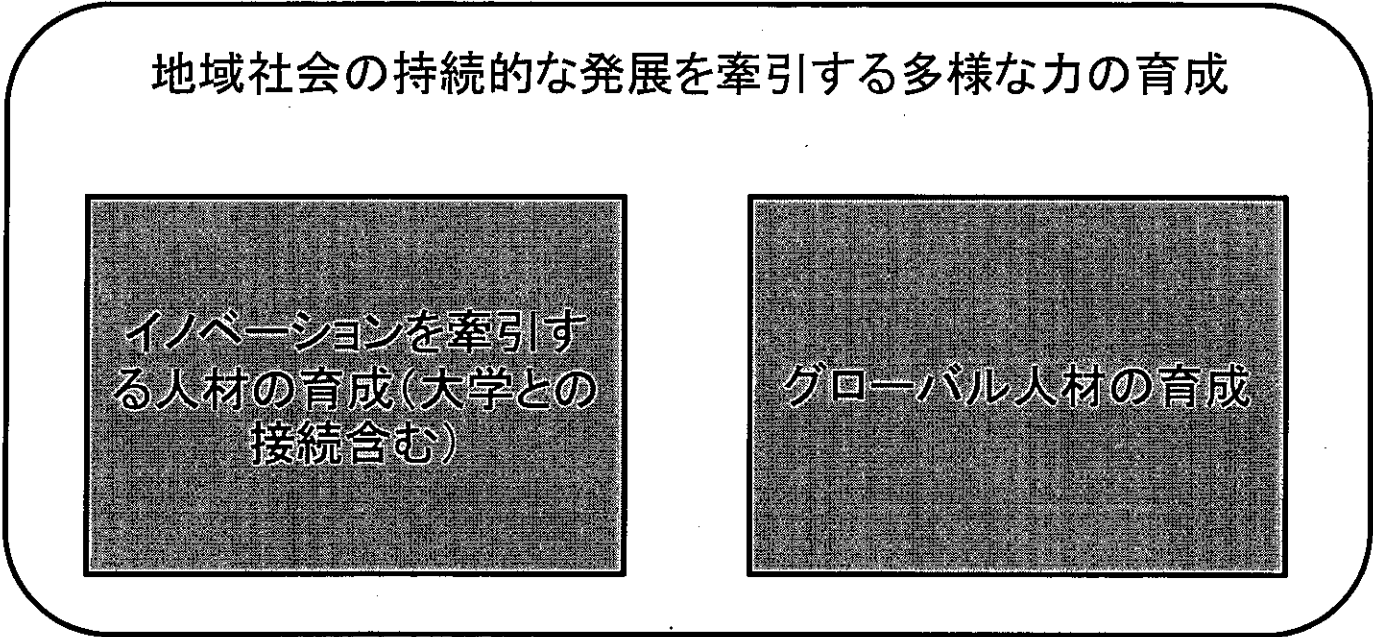 地域社会の持続的な発展を牽引する多様な力の育成
イノベーションを牽引す
る人材の育成(大学との
接続含む)
グローバル人材の育成